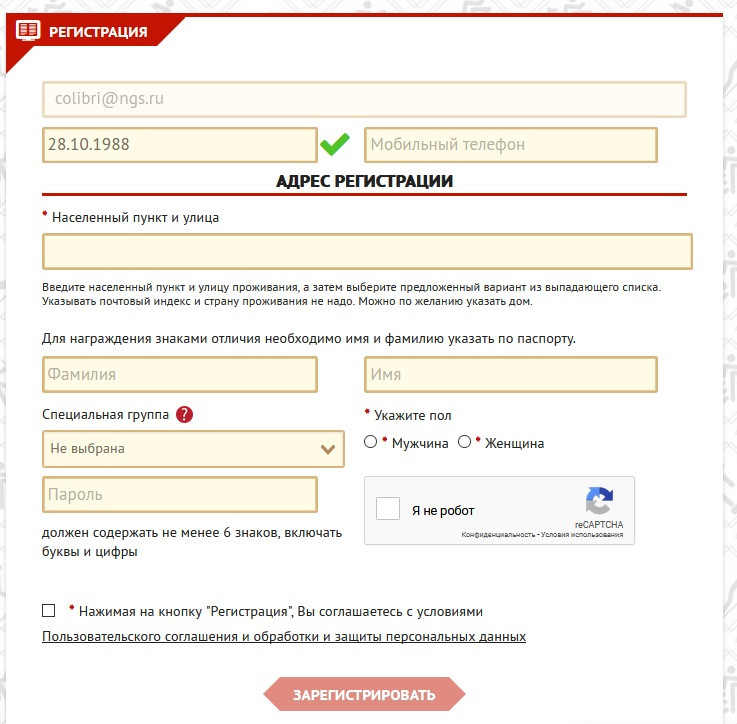 РЕГИСТРАЦИЯ
colibri@ngs.ru
28.10.1988 Мобильный телефон
АДРЕС РЕГИСТРАЦИИ
* Населенный пункт и улица
Введите населенный пункт и улицу проживания, а затем выберите предложенный вариант из выпадающего списка.
Указывать почтовый индекс и страну проживания не надо. Можно по желанию указать дом.
Для награждения знаками отличия необходимо имя и фамилию указать по паспорту.
Фамилия Имя
Специальная группа ? * Укажите пол
Не выбрана * Мужчина * Женщина
Пароль
Я не робот
reCAPTCHA
Конфиденциальность - Условия использования
должен содержать не менее 6 знаков, включать
буквы и цифры
* Нажимая на кнопку "Регистрация", Вы соглашаетесь с условиями
Пользовательского соглашения и обработки и защиты персональных данных
ЗАРЕГИСТРИРОВАТЬ